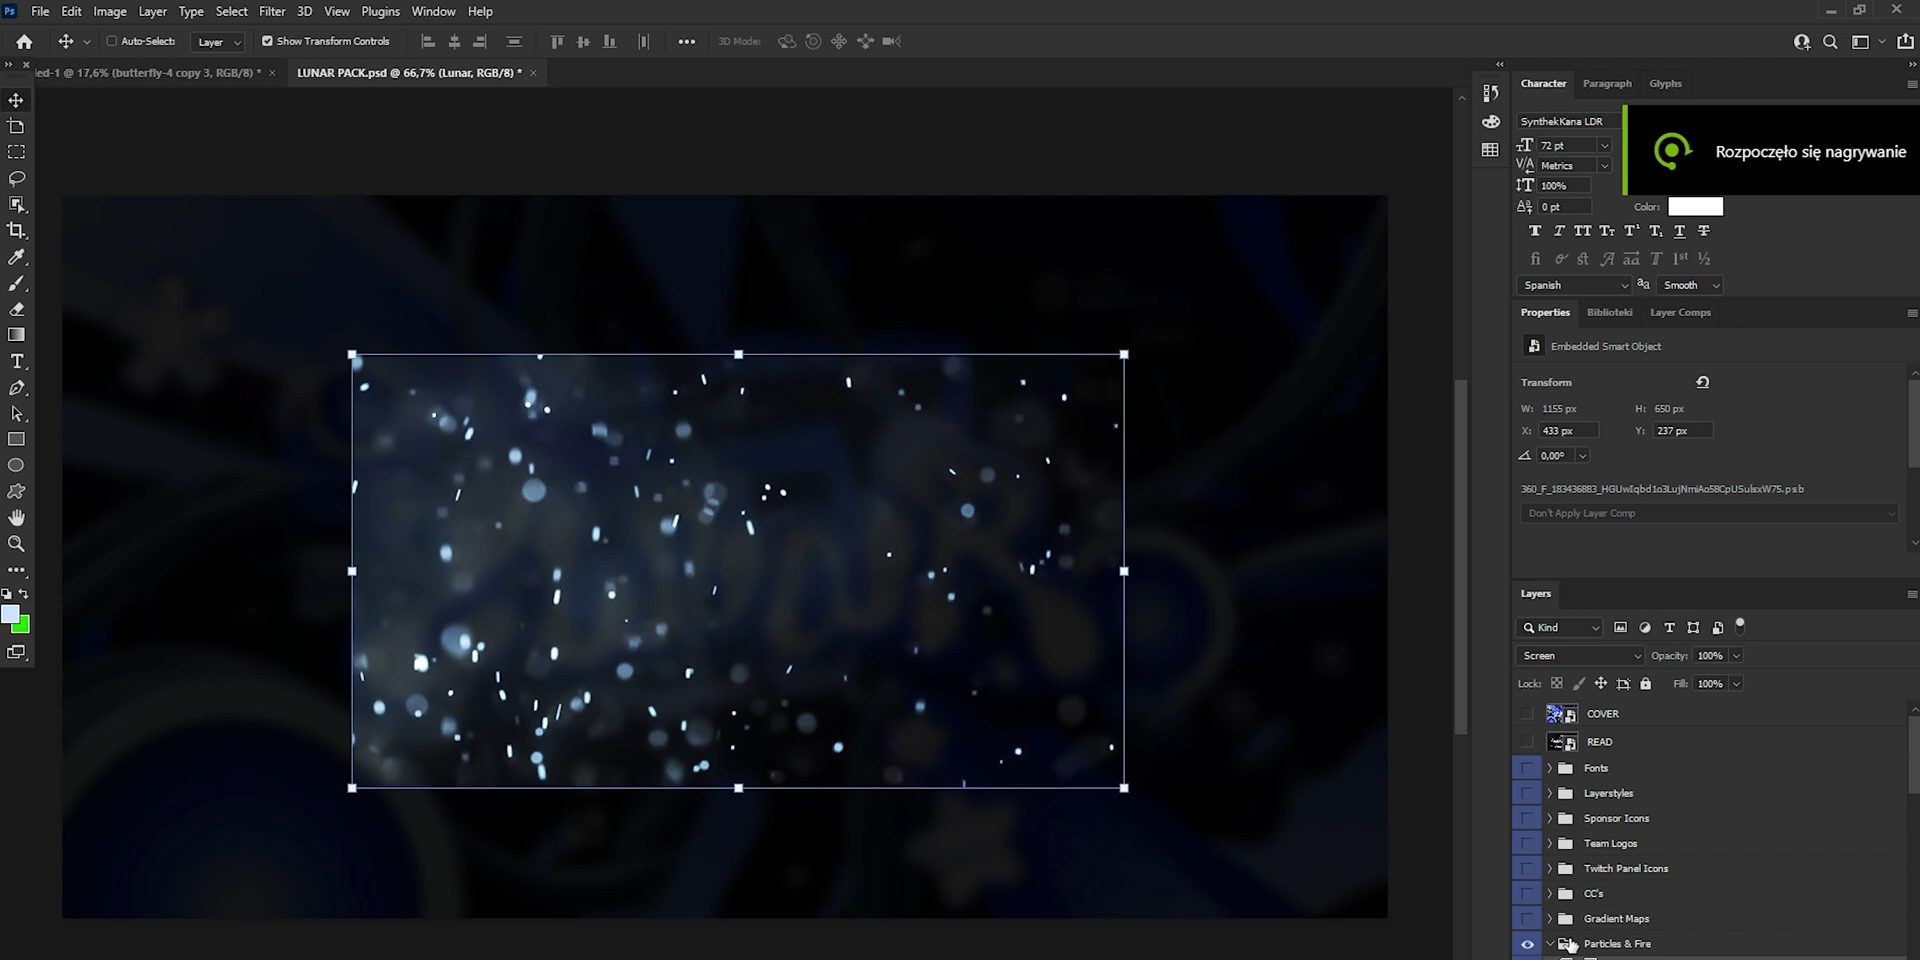 Ps File Edit Image Layer Type Select Filter 3D View Plugins Window Help
Auto-Select: Layer Show Transform Controls 3D Mode:
led-1 @ 17,6% (butterfly-4 copy 3, RGB/8) * LUNAR PACK.psd @ 66,7% (Lunar, RGB/8) *
Character Paragraph Glyphs
SynthekKana LDR
72 pt
Metrics
Rozpoczęło się nagrywanie
100%
0 pt Color:
Spanish aa Smooth
Properties Biblioteki Layer Comps
Embedded Smart Object
Transform
W: 1155 px H: 650 px
X: 433 px Y: 237 px
0,00°
360_F_183436883_HGUwIqbd1o3LujNmiAo58CpU5ulsxW75.psb
Don't Apply Layer Comp
Layers
Kind
Screen Opacity: 100%
Lock: Fill: 100%
COVER
READ
Fonts
Layerstyles
Sponsor Icons
Team Logos
Twitch Panel Icons
CC's
Gradient Maps
Particles & Fire